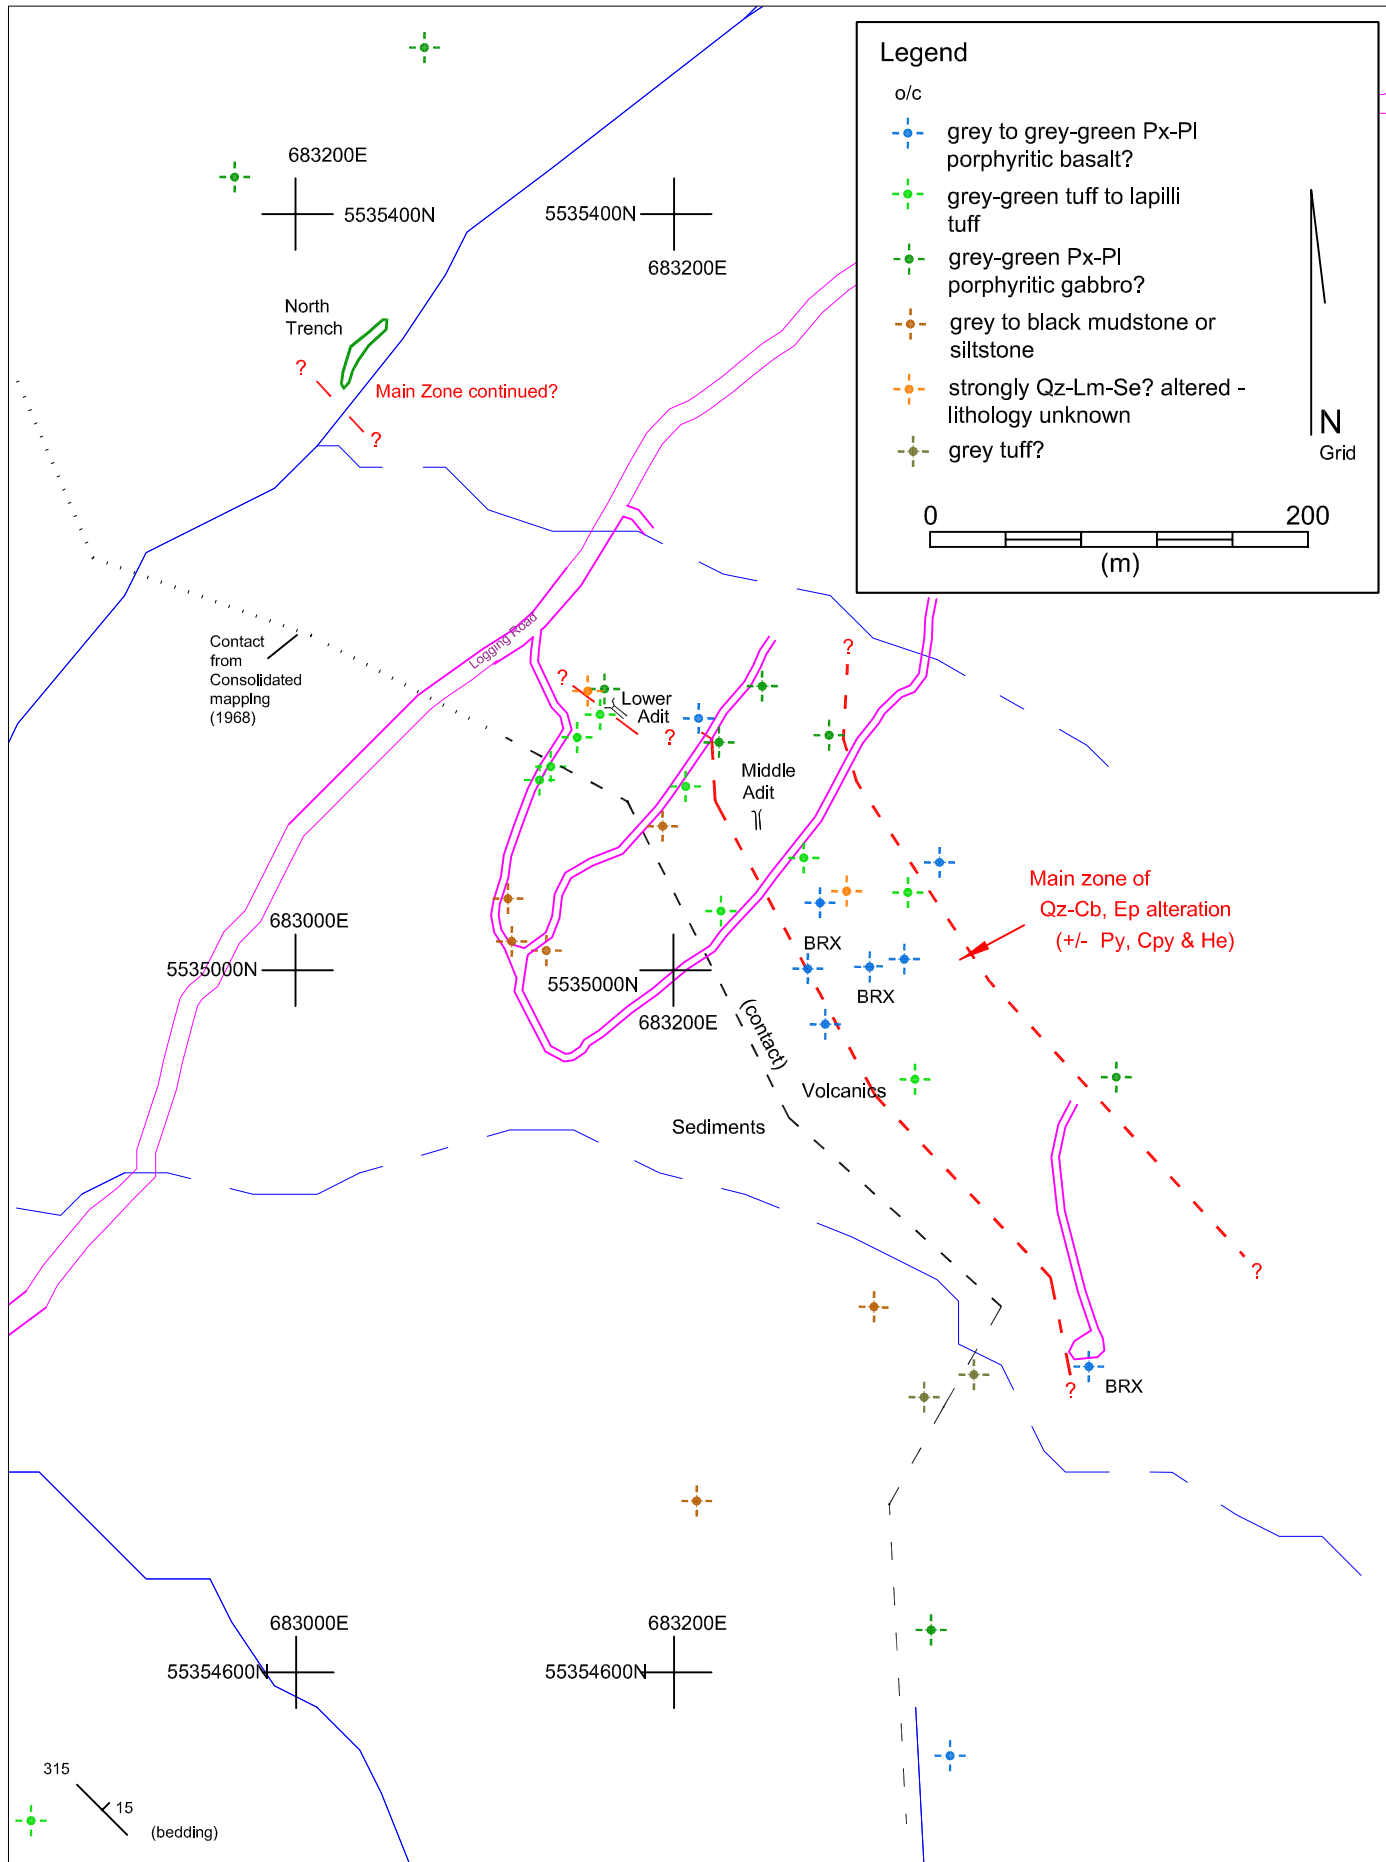 Legend
o/c
grey to grey-green Px-Pl
porphyritic basalt?
grey-green tuff to lapilli
tuff
grey-green Px-Pl
porphyritic gabbro?
grey to black mudstone or
siltstone
strongly Qz-Lm-Se? altered -
lithology unknown
grey tuff?
N
Grid
0 200
(m)
683200E
5535400N
5535400N
683200E
North
Trench
?
Main Zone continued?
?
Contact
from
Consolidated
mapping
(1968)
Logging Road
?
Lower
Adit
?
?
Middle
Adit
Main zone of
Qz-Cb, Ep alteration
(+/- Py, Cpy & He)
683000E
5535000N
5535000N
683200E
BRX
BRX
(contact)
Volcanics
Sediments
?
?
BRX
683000E
55354600N
683200E
55354600N
315
15
(bedding)